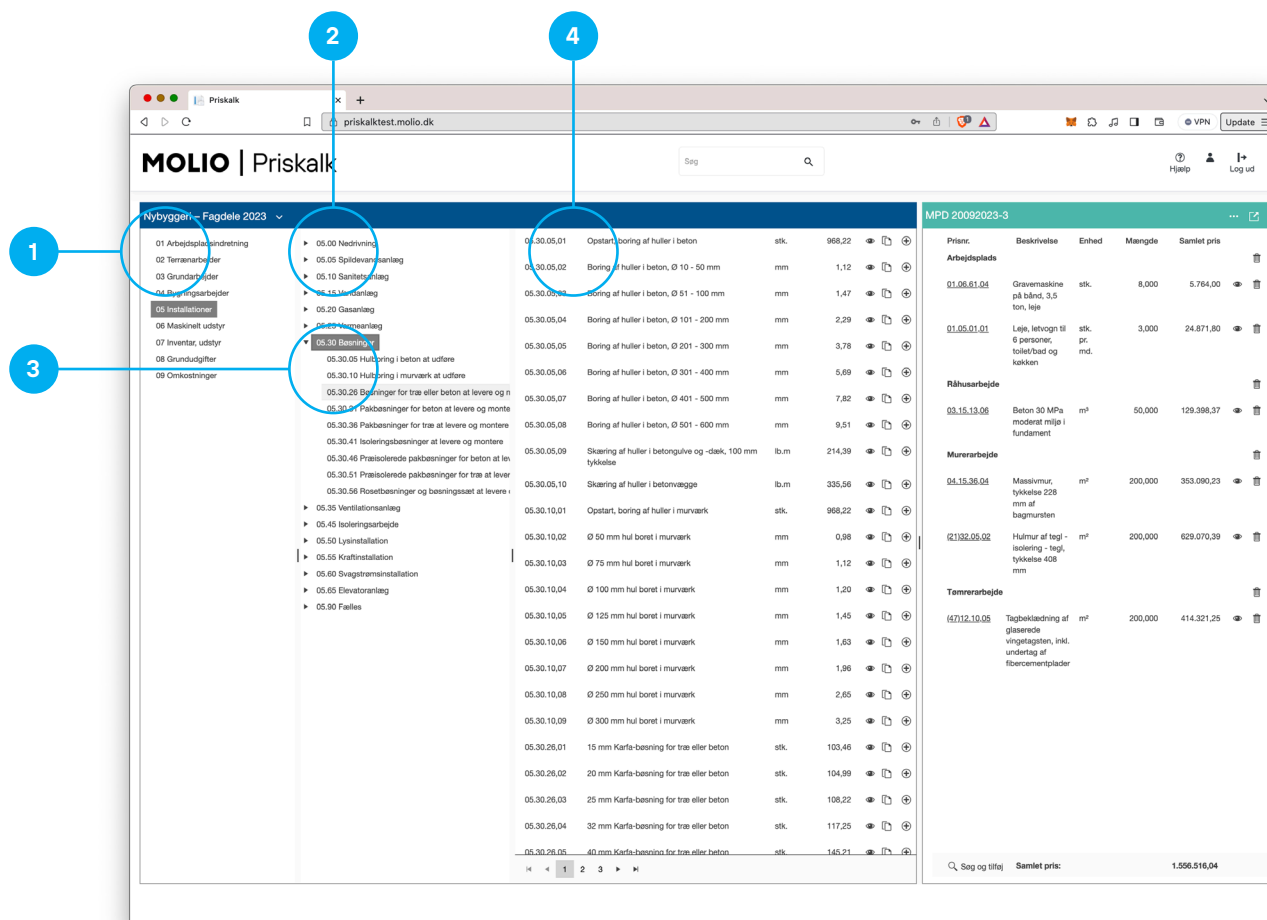 2
4
1
3
Priskalk
priskalktest.molio.dk
VPN
Update
MOLIO | Priskalk
Søg
Hjælp
Log ud
Nybyggeri – Fagdele 2023
01 Arbejdspladsindretning
02 Terrænarbejder
03 Grundarbejder
04 Bygningsarbejder
05 Installationer
06 Maskinelt udstyr
07 Inventar, udstyr
08 Grundudgifter
09 Omkostninger
05.00 Nedrivning
05.05 Spildevandsanlæg
05.10 Sanitetsanlæg
05.15 Vandanlæg
05.20 Gasanlæg
05.25 Varmeanlæg
05.30 Bøsninger
05.30.05 Hulboring i beton at udføre
05.30.10 Hulboring i murværk at udføre
05.30.26 Bøsninger for træ eller beton at levere og m
05.30.31 Pakbøsninger for beton at levere og monte
05.30.36 Pakbøsninger for træ at levere og montere
05.30.41 Isoleringsbøsninger at levere og montere
05.30.46 Præisolerede pakbøsninger for beton at lev
05.30.51 Præisolerede pakbøsninger for træ at lever
05.30.56 Rosetbøsninger og bøsningssæt at levere o
05.35 Ventilationsanlæg
05.45 Isoleringsarbejde
05.50 Lysinstallation
05.55 Kraftinstallation
05.60 Svagstrømsinstallation
05.65 Elevatoranlæg
05.90 Fælles
05.30.05,01 Opstart, boring af huller i beton stk. 968,22
05.30.05,02 Boring af huller i beton, Ø 10 - 50 mm mm 1,12
05.30.05,03 Boring af huller i beton, Ø 51 - 100 mm mm 1,47
05.30.05,04 Boring af huller i beton, Ø 101 - 200 mm mm 2,29
05.30.05,05 Boring af huller i beton, Ø 201 - 300 mm mm 3,78
05.30.05,06 Boring af huller i beton, Ø 301 - 400 mm mm 5,69
05.30.05,07 Boring af huller i beton, Ø 401 - 500 mm mm 7,82
05.30.05,08 Boring af huller i beton, Ø 501 - 600 mm mm 9,51
05.30.05,09 Skæring af huller i betongulve og -dæk, 100 mm lb.m 214,39
tykkelse
05.30.05,10 Skæring af huller i betonvægge lb.m 335,56
05.30.10,01 Opstart, boring af huller i murværk stk. 968,22
05.30.10,02 Ø 50 mm hul boret i murværk mm 0,98
05.30.10,03 Ø 75 mm hul boret i murværk mm 1,12
05.30.10,04 Ø 100 mm hul boret i murværk mm 1,20
05.30.10,05 Ø 125 mm hul boret i murværk mm 1,45
05.30.10,06 Ø 150 mm hul boret i murværk mm 1,63
05.30.10,07 Ø 200 mm hul boret i murværk mm 1,96
05.30.10,08 Ø 250 mm hul boret i murværk mm 2,65
05.30.10,09 Ø 300 mm hul boret i murværk mm 3,25
05.30.26,01 15 mm Karfa-bøsning for træ eller beton stk. 103,46
05.30.26,02 20 mm Karfa-bøsning for træ eller beton stk. 104,99
05.30.26,03 25 mm Karfa-bøsning for træ eller beton stk. 108,22
05.30.26,04 32 mm Karfa-bøsning for træ eller beton stk. 117,25
05.30.26,05 40 mm Karfa-bøsning for træ eller beton stk. 145,21
1 2 3
MPD 20092023-3
Prisnr. Beskrivelse Enhed Mængde Samlet pris
Arbejdsplads
01.06.61,04 Gravemaskine stk. 8,000 5.764,00
på bånd, 3,5
ton, leje
01.05.01,01 Leje, letvogn til stk. 3,000 24.871,80
6 personer, pr.
toilet/bad og md.
køkken
Råhusarbejde
03.15.13,06 Beton 30 MPa m³ 50,000 129.398,37
moderat miljø i
fundament
Murerarbejde
04.15.36,04 Massivmur, m² 200,000 353.090,23
tykkelse 228
mm af
bagmursten
(21)32.05,02 Hulmur af tegl - m² 200,000 629.070,39
isolering - tegl,
tykkelse 408
mm
Tømrerarbejde
(47)12.10,05 Tagbeklædning af m² 200,000 414.321,25
glaserede
vingetagsten, inkl.
undertag af
fibercementplader
Søg og tilføj Samlet pris: 1.556.516,04